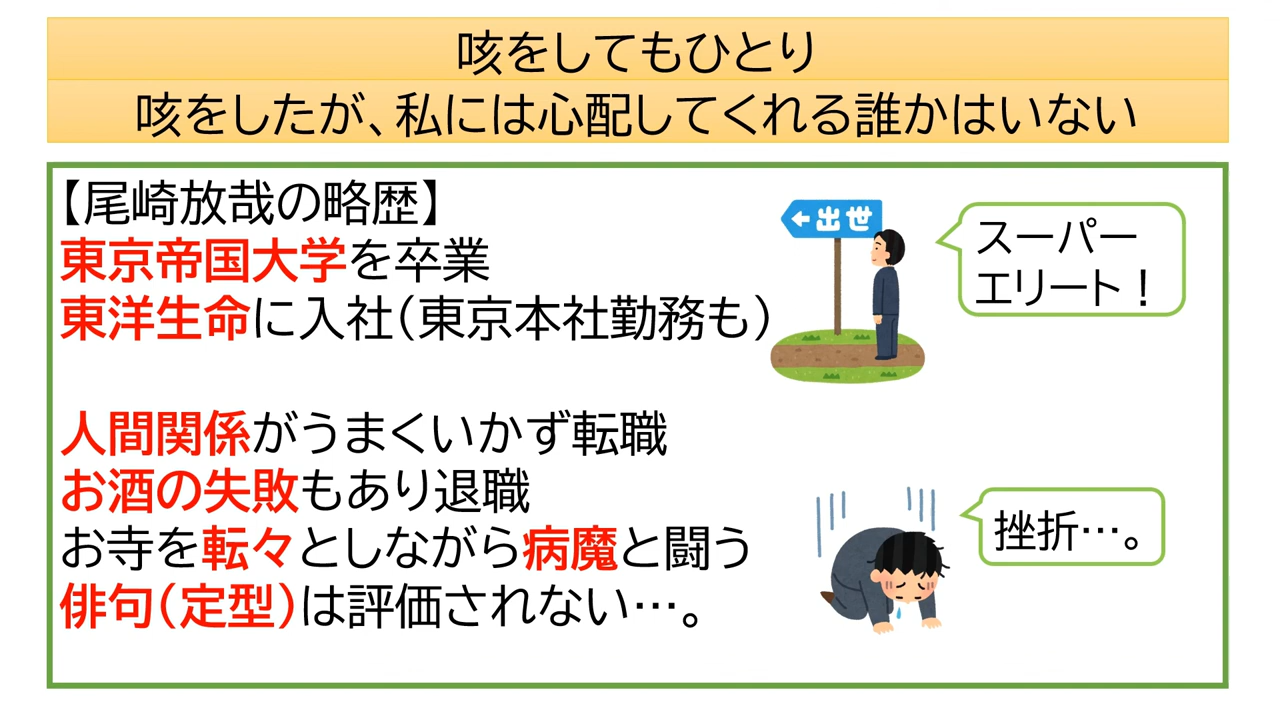 咳をしてもひとり
咳をしたが、私には心配してくれる誰かはいない
【尾崎放哉の略歴】
東京帝国大学を卒業
東洋生命に入社（東京本社勤務も）
←出世
スーパー
エリート！
人間関係がうまくいかず転職
お酒の失敗もあり退職
お寺を転々としながら病魔と闘う
俳句（定型）は評価されない…。
挫折…。